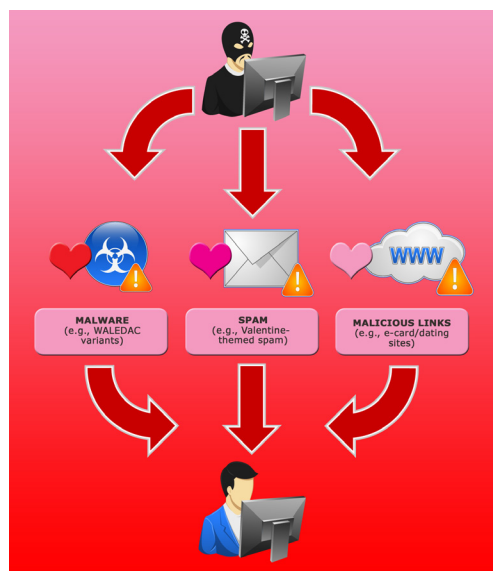 WWW
MALWARE
(e.g., WALEDAC
variants)
SPAM
(e.g., Valentine-
themed spam)
MALICIOUS LINKS
(e.g., e-card/dating
sites)